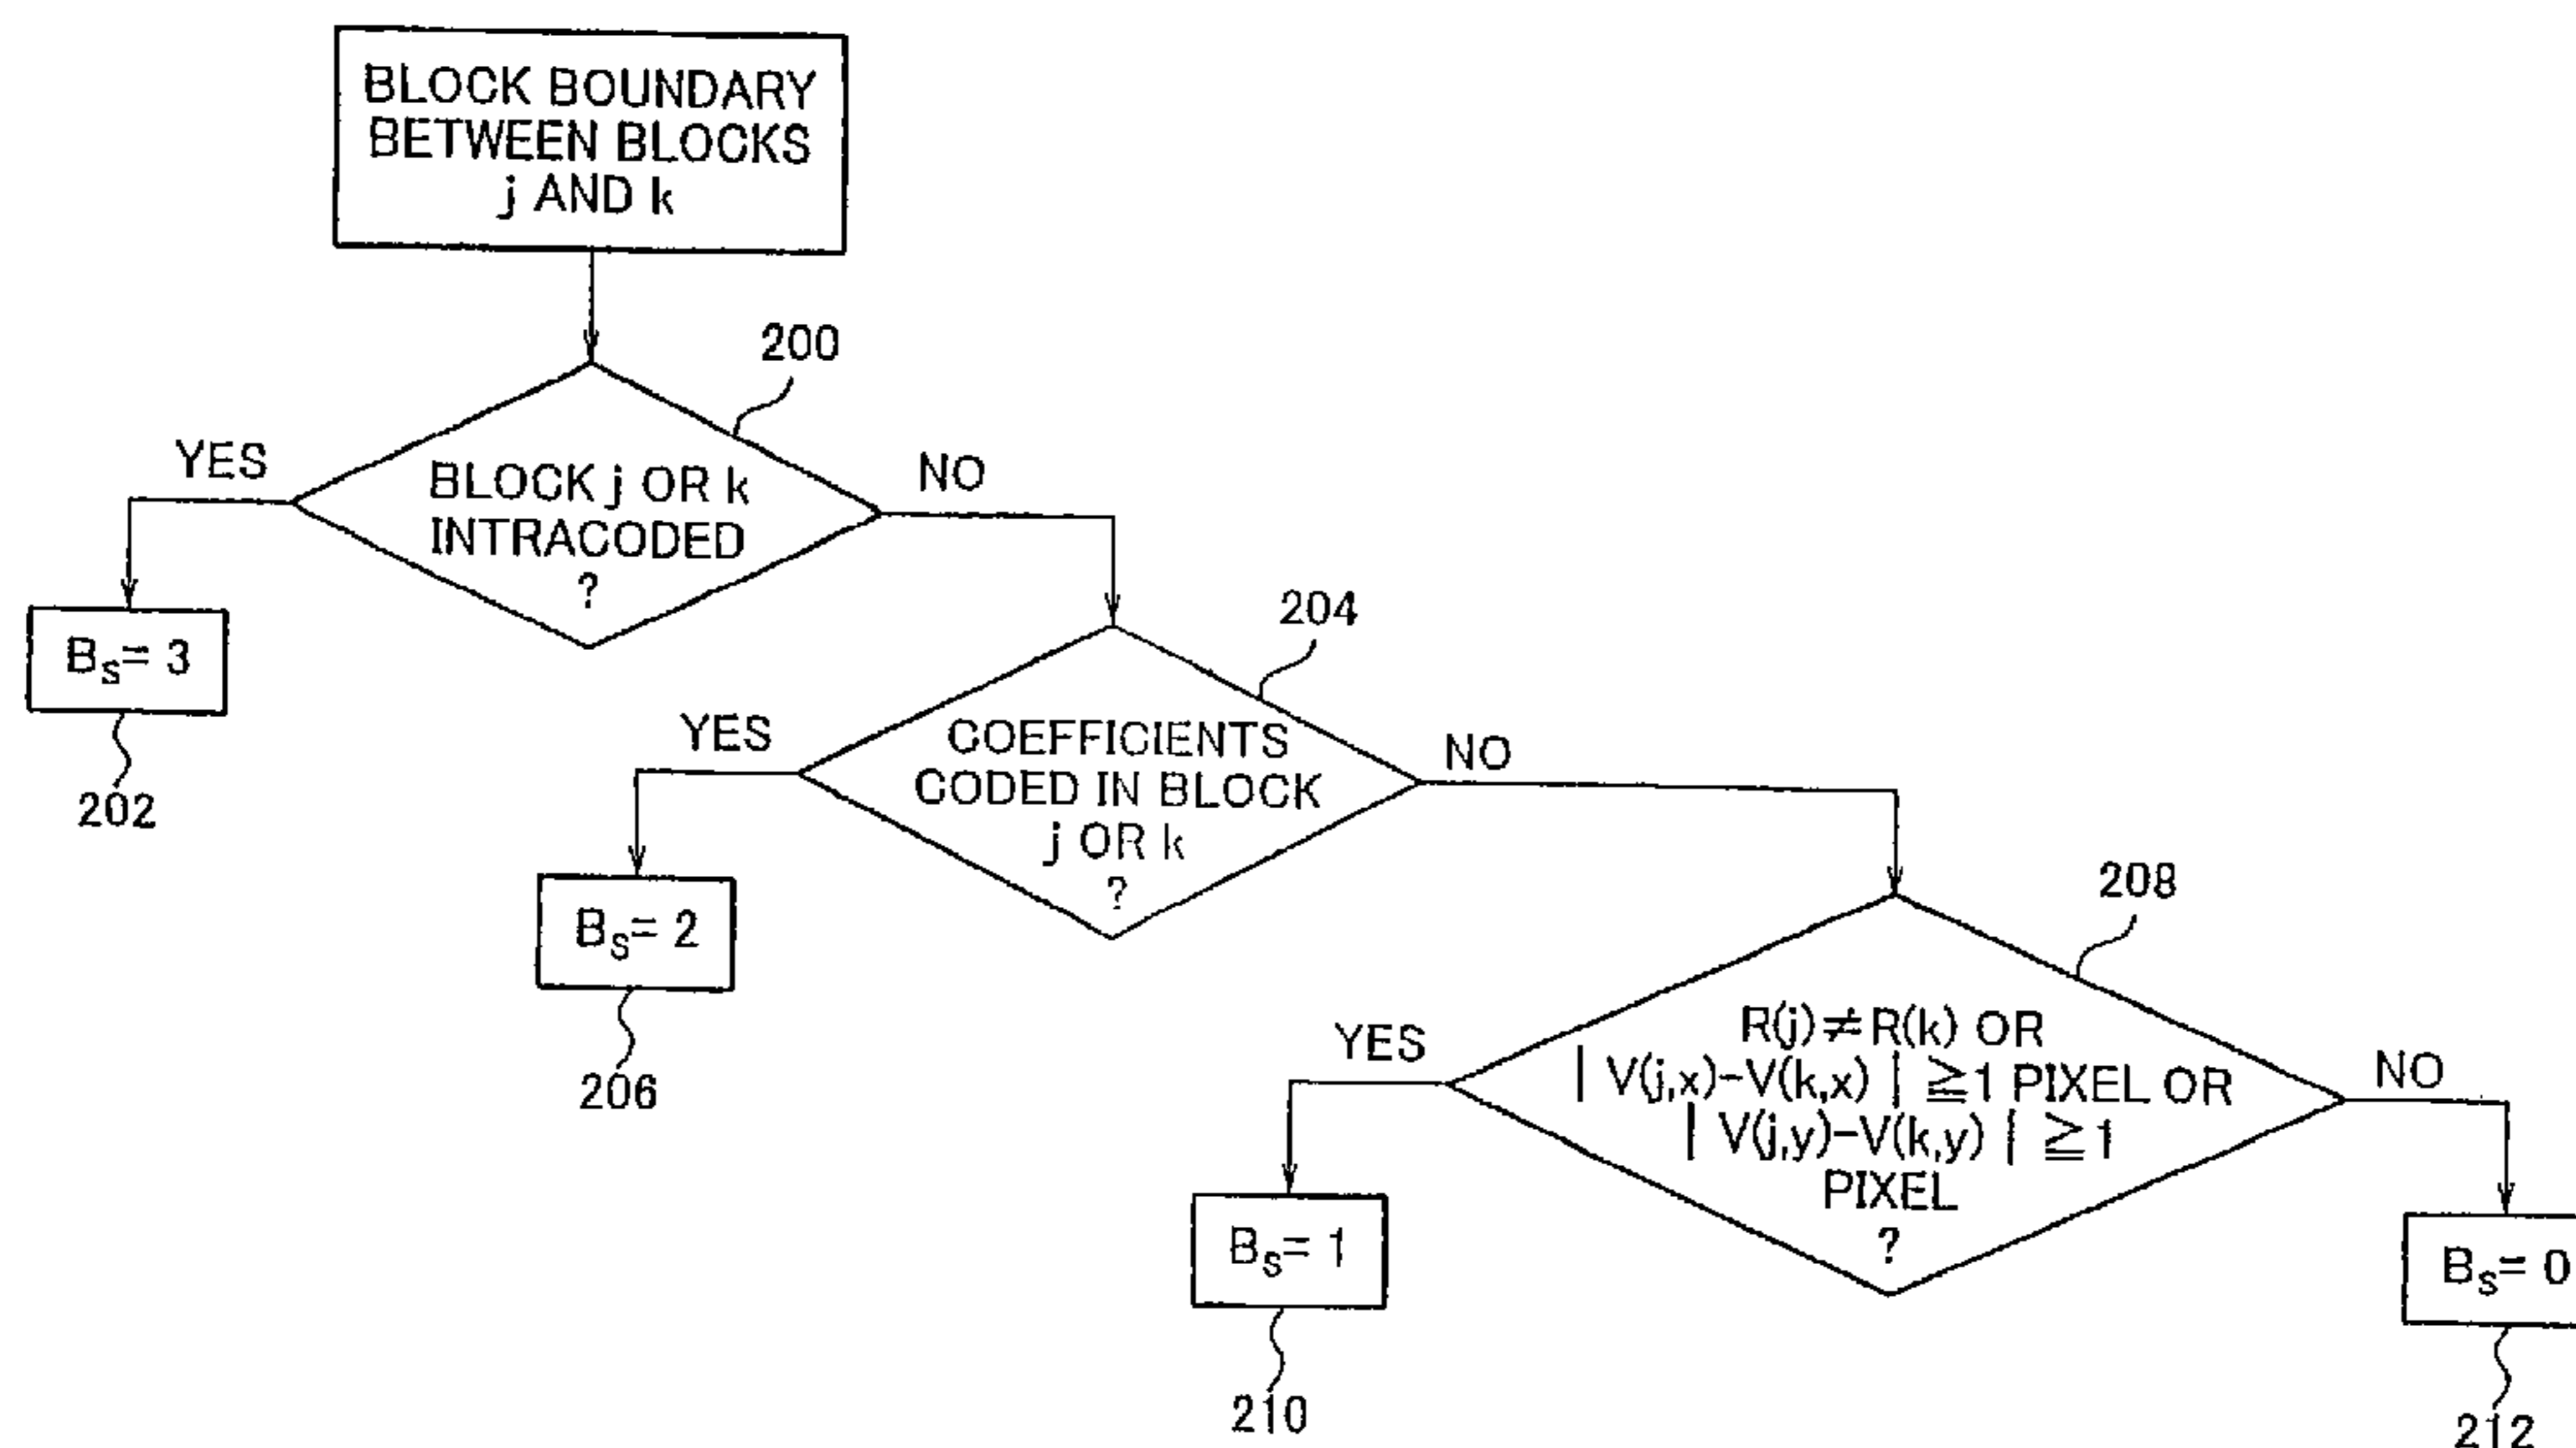 BLOCK BOUNDARY
BETWEEN BLOCKS
j AND k
200
YES
NO
BLOCK j OR k
INTRACODED
?
204
B_S= 3
202
YES
NO
COEFFICIENTS
CODED IN BLOCK
j OR k
?
208
B_S= 2
206
YES
NO
R(j)≠R(k) OR
| V(j,x)-V(k,x) | ≧1 PIXEL OR
| V(j,y)-V(k,y) | ≧1
PIXEL
?
B_S= 1
210
B_S= 0
212